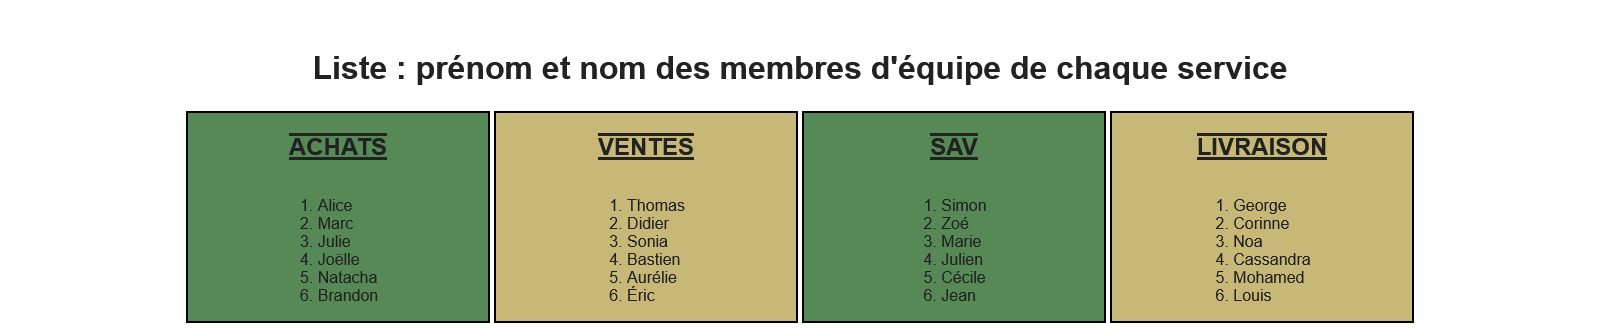 Liste : prénom et nom des membres d'équipe de chaque service
ACHATS
1. Alice
2. Marc
3. Julie
4. Joëlle
5. Natacha
6. Brandon
VENTES
1. Thomas
2. Didier
3. Sonia
4. Bastien
5. Aurélie
6. Éric
SAV
1. Simon
2. Zoé
3. Marie
4. Julien
5. Cécile
6. Jean
LIVRAISON
1. George
2. Corinne
3. Noa
4. Cassandra
5. Mohamed
6. Louis